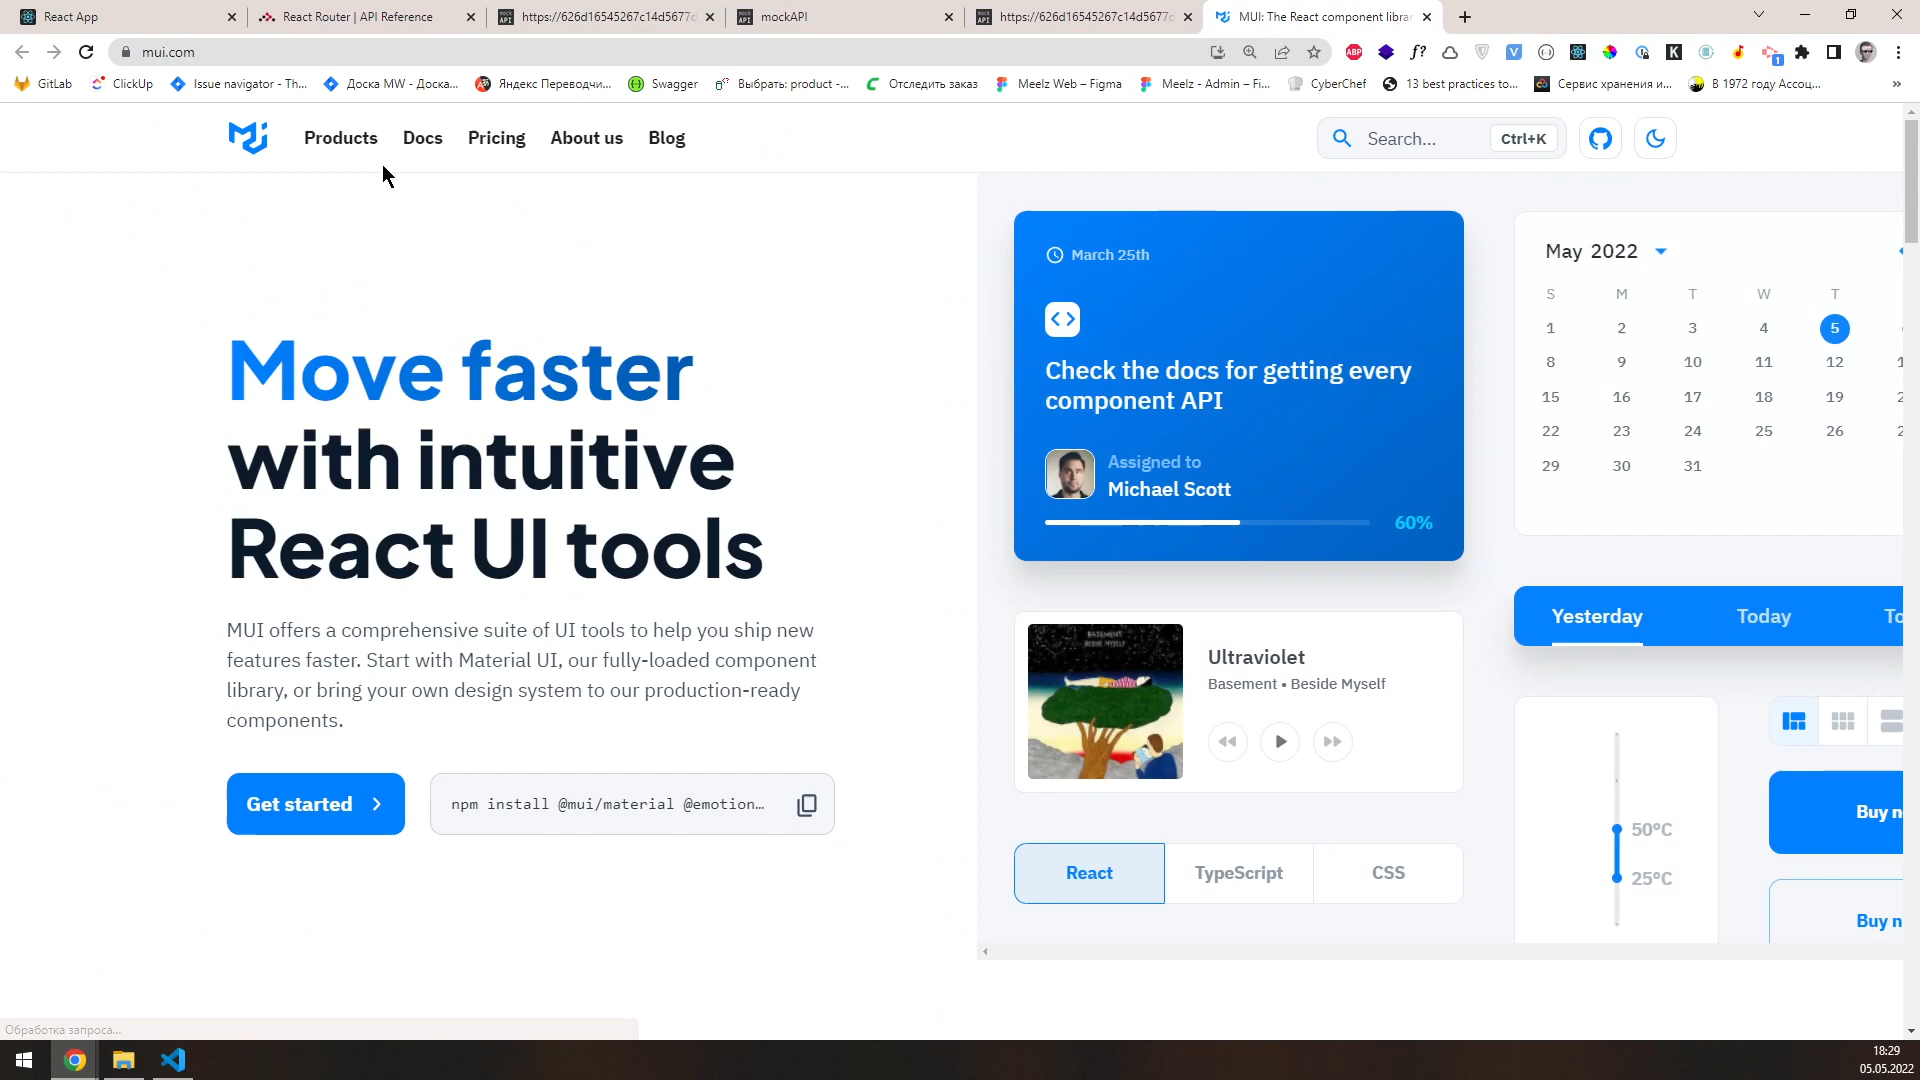 React App
React Router | API Reference
https://626d16545267c14d5677d
mockAPI
https://626d16545267c14d5677d
MUI: The React component libra
mui.com
GitLab
ClickUp
Issue navigator - Th...
Доска MW - Доска...
Яндекс Переводчи...
Swagger
Выбрать: product -...
Отследить заказ
Meelz Web – Figma
Meelz - Admin – Fi...
CyberChef
13 best practices to...
Сервис хранения и...
В 1972 году Ассоц...
Products
Docs
Pricing
About us
Blog
Search...
Ctrl+K
Move faster
with intuitive
React UI tools
MUI offers a comprehensive suite of UI tools to help you ship new
features faster. Start with Material UI, our fully-loaded component
library, or bring your own design system to our production-ready
components.
Get started
npm install @mui/material @emotion...
March 25th
Check the docs for getting every
component API
Assigned to
Michael Scott
60%
May 2022
S M T W T
1 2 3 4 5
8 9 10 11 12
15 16 17 18 19
22 23 24 25 26
29 30 31
Ultraviolet
Basement • Beside Myself
BASEMENT
BESIDE MYSELF
Yesterday
Today
To
50°C
25°C
Buy n
Buy n
React
TypeScript
CSS
Обработка запроса...
18:29
05.05.2022